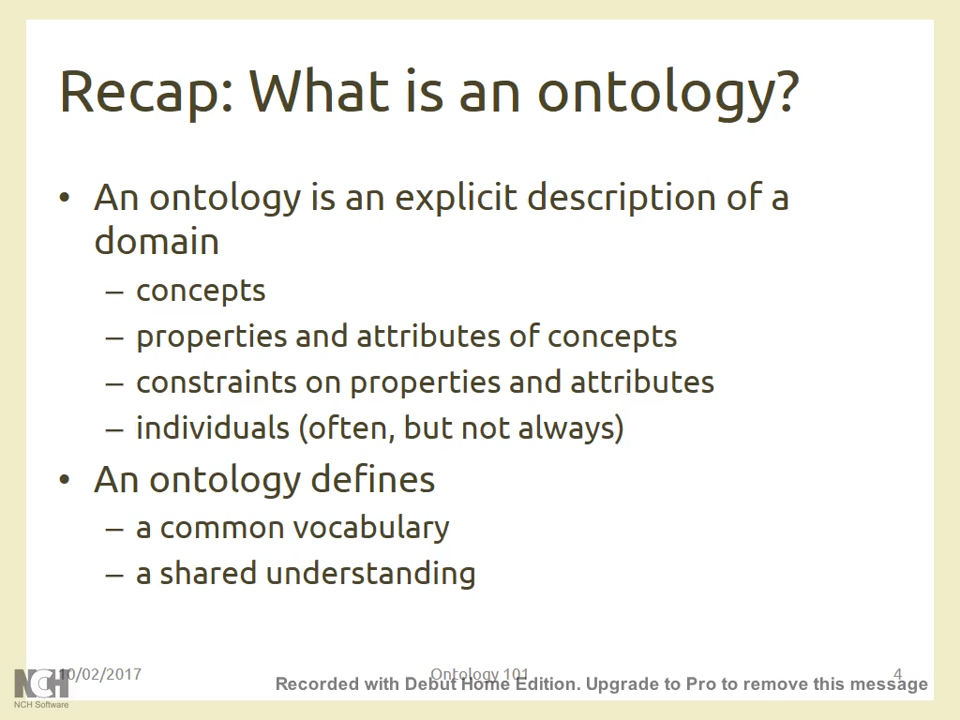 Recap: What is an ontology?
• An ontology is an explicit description of a
domain
– concepts
– properties and attributes of concepts
– constraints on properties and attributes
– individuals (often, but not always)
• An ontology defines
– a common vocabulary
– a shared understanding
10/02/2017
Ontology 101
4
NCH
NCH Software
Recorded with Debut Home Edition. Upgrade to Pro to remove this message